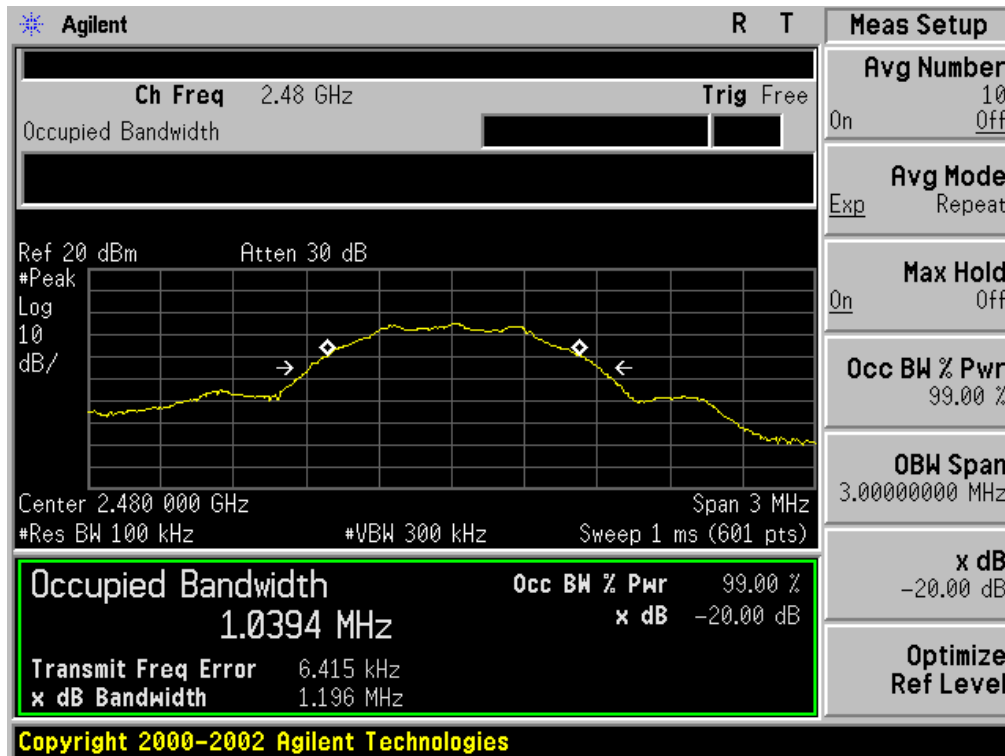 Agilent R T
Ch Freq 2.48 GHz Trig Free
Occupied Bandwidth
Ref 20 dBm Atten 30 dB
#Peak
Log
10
dB/
Center 2.480 000 GHz Span 3 MHz
#Res BW 100 kHz #VBW 300 kHz Sweep 1 ms (601 pts)
Occupied Bandwidth
1.0394 MHz
Occ BW % Pwr 99.00 %
x dB -20.00 dB
Transmit Freq Error 6.415 kHz
x dB Bandwidth 1.196 MHz
Copyright 2000-2002 Agilent Technologies
Meas Setup
Avg Number
10
On Off
Avg Mode
Exp Repeat
Max Hold
On Off
Occ BW % Pwr
99.00 %
OBW Span
3.00000000 MHz
x dB
-20.00 dB
Optimize
Ref Level